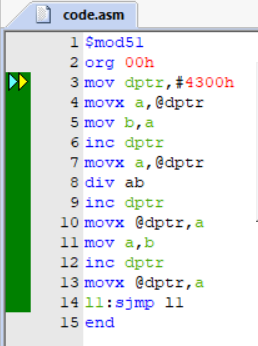 code.asm
1 $mod51
2 org 00h
3 mov dptr,#4300h
4 movx a,@dptr
5 mov b,a
6 inc dptr
7 movx a,@dptr
8 div ab
9 inc dptr
10 movx @dptr,a
11 mov a,b
12 inc dptr
13 movx @dptr,a
14 l1:sjmp l1
15 end